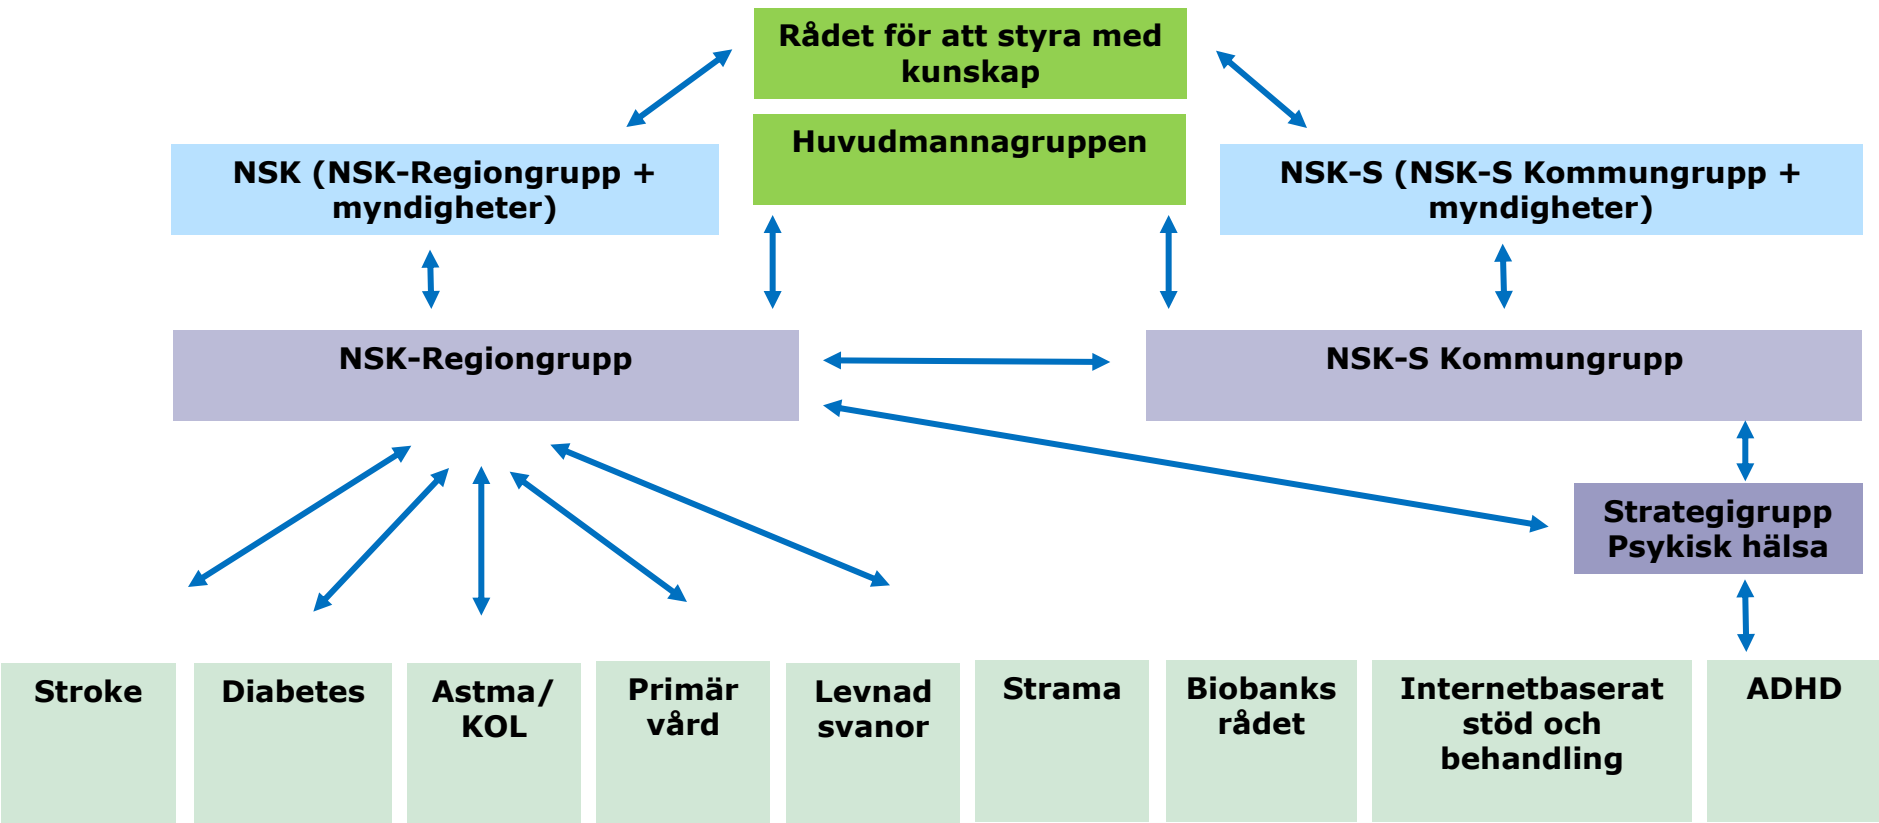 Rådet för att styra med
kunskap
Huvudmannagruppen
NSK (NSK-Regiongrupp +
myndigheter)
NSK-S (NSK-S Kommungrupp +
myndigheter)
NSK-Regiongrupp
NSK-S Kommungrupp
Strategigrupp
Psykisk hälsa
Stroke
Diabetes
Astma/
KOL
Primär
vård
Levnad
svanor
Strama
Biobanks
rådet
Internetbaserat
stöd och
behandling
ADHD